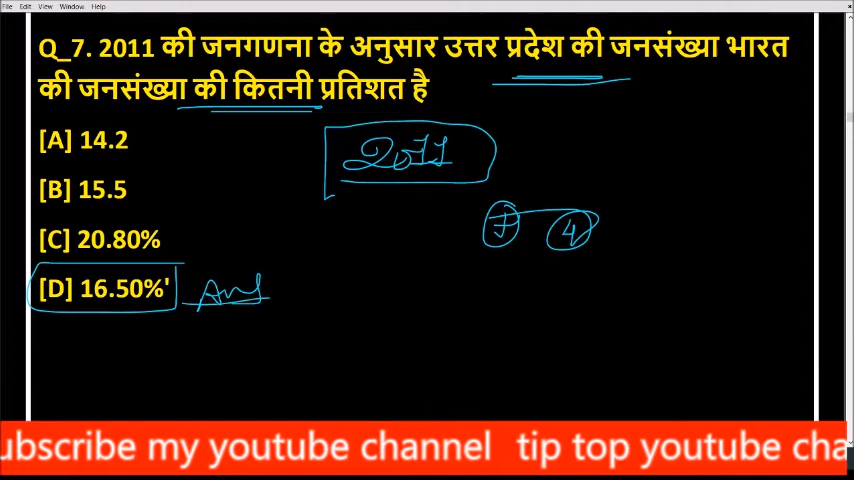 File Edit View Window Help
Q_7. 2011 की जनगणना के अनुसार उत्तर प्रदेश की जनसंख्या भारत
की जनसंख्या की कितनी प्रतिशत है
[A] 14.2
2011
[B] 15.5
[C] 20.80%
7 4
[D] 16.50%' Ans
ubscribe my youtube channel tip top youtube cha